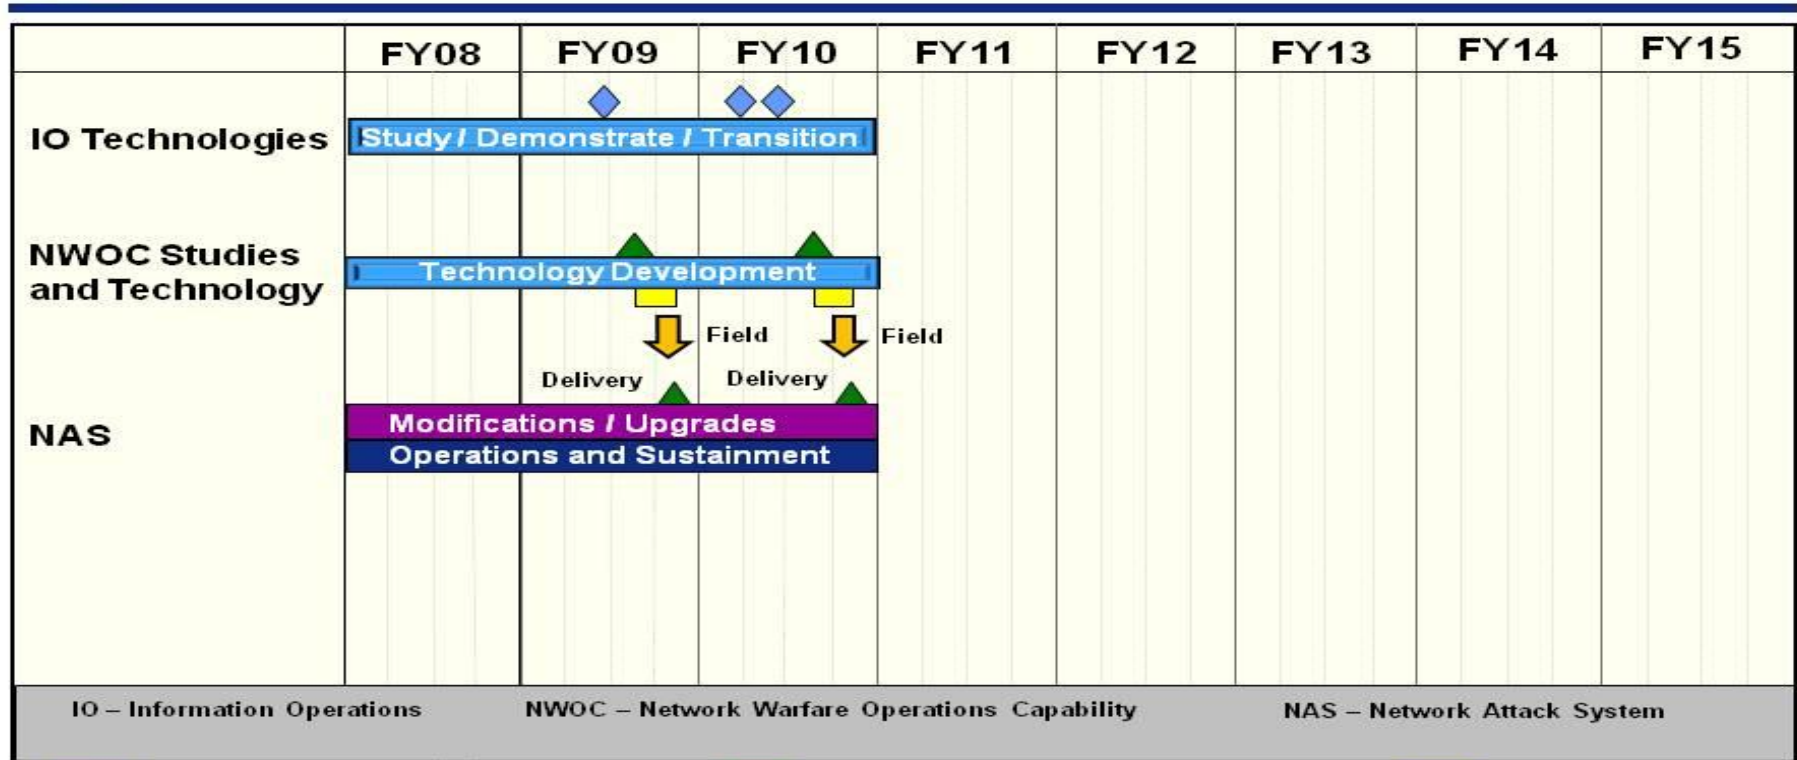 FY08 FY09 FY10 FY11 FY12 FY13 FY14 FY15
IO Technologies
Study / Demonstrate / Transition
NWOC Studies
and Technology
Technology Development
Field Field
Delivery Delivery
NAS
Modifications / Upgrades
Operations and Sustainment
IO – Information Operations NWOC – Network Warfare Operations Capability NAS – Network Attack System